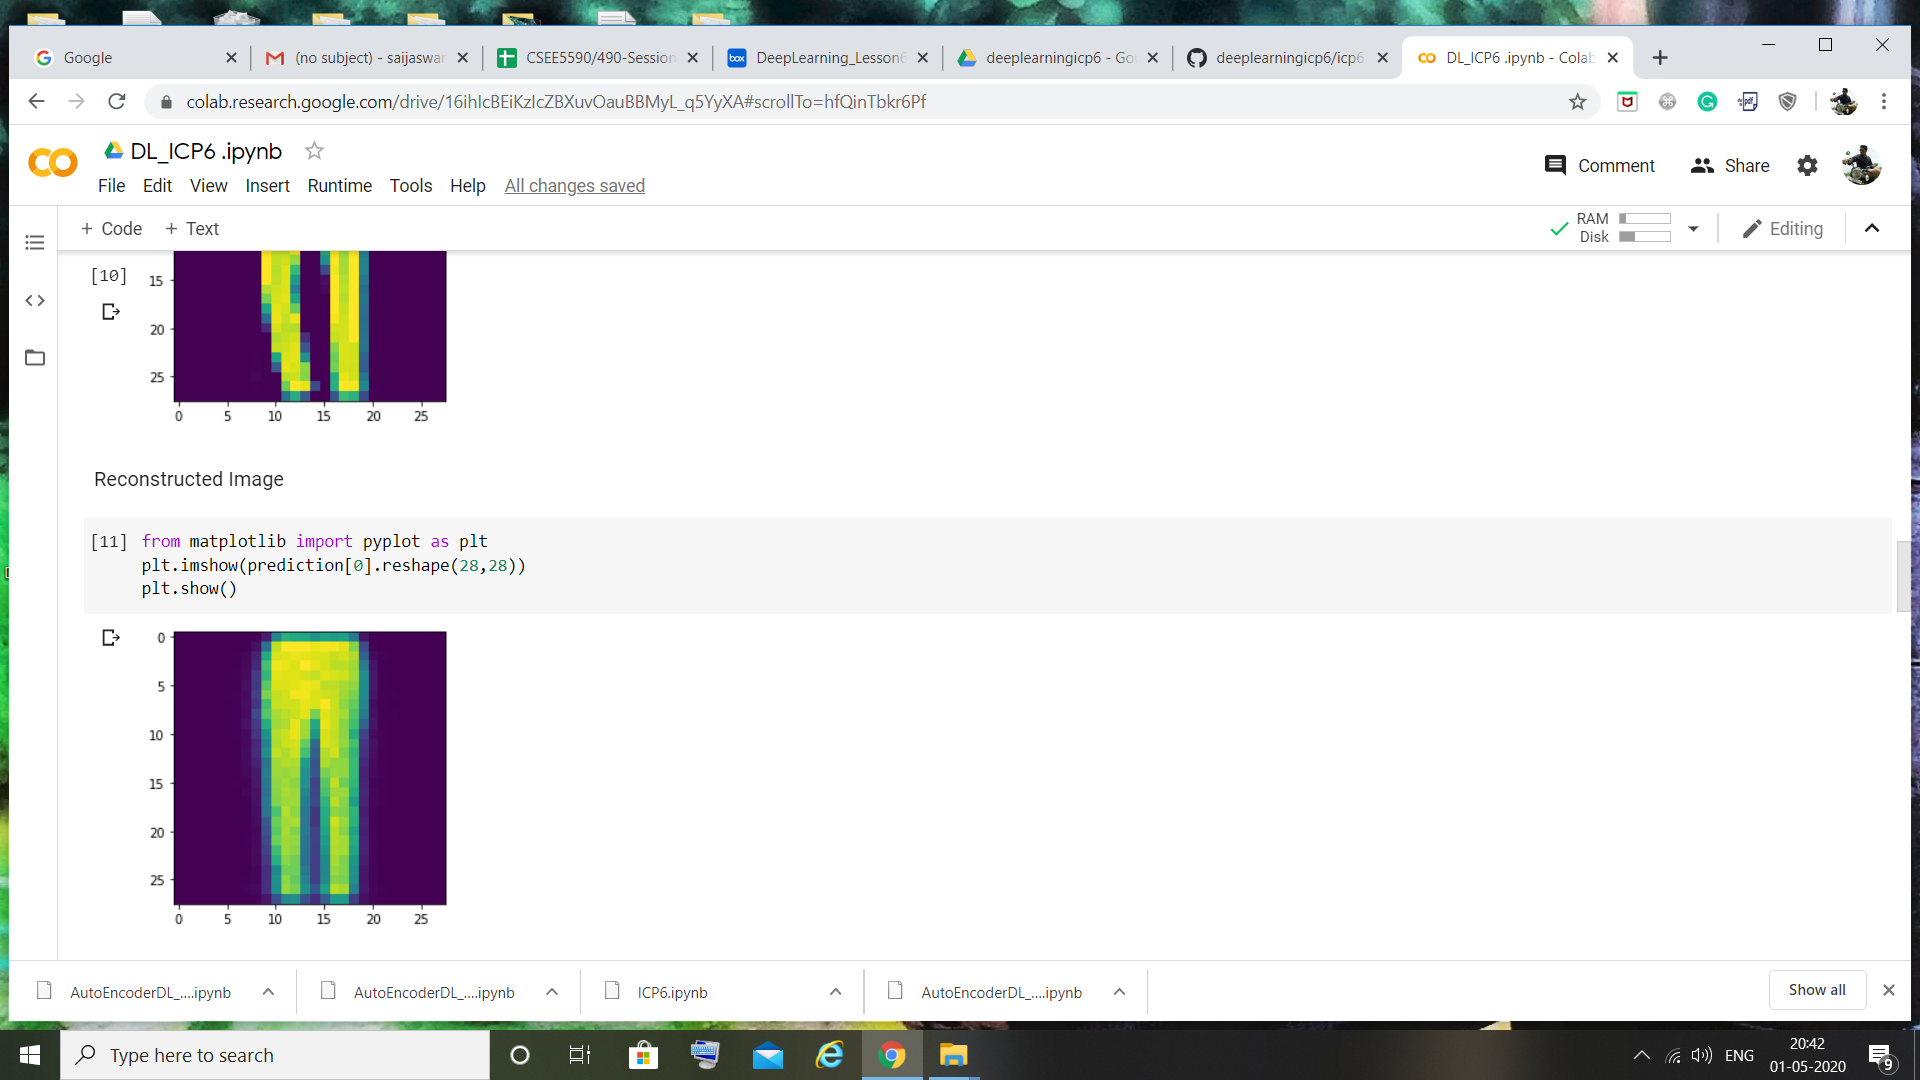 Google
(no subject) - saijaswar
CSEE5590/490-Session
box
DeepLearning_Lesson6
deeplearningicp6 - Goo
deeplearningicp6/icp6
DL_ICP6 .ipynb - Colab
colab.research.google.com/drive/16ihIcBEiKzIcZBXuvOauBBMyL_q5YyXA#scrollTo=hfQinTbkr6Pf
DL_ICP6 .ipynb
Comment
Share
File Edit View Insert Runtime Tools Help All changes saved
+ Code + Text
RAM
Disk
Editing
[10]
15
20
25
0 5 10 15 20 25
Reconstructed Image
[11] from matplotlib import pyplot as plt
plt.imshow(prediction[0].reshape(28,28))
plt.show()
0
5
10
15
20
25
0 5 10 15 20 25
AutoEncoderDL_....ipynb
AutoEncoderDL_....ipynb
ICP6.ipynb
AutoEncoderDL_....ipynb
Show all
Type here to search
ENG
20:42
01-05-2020
9